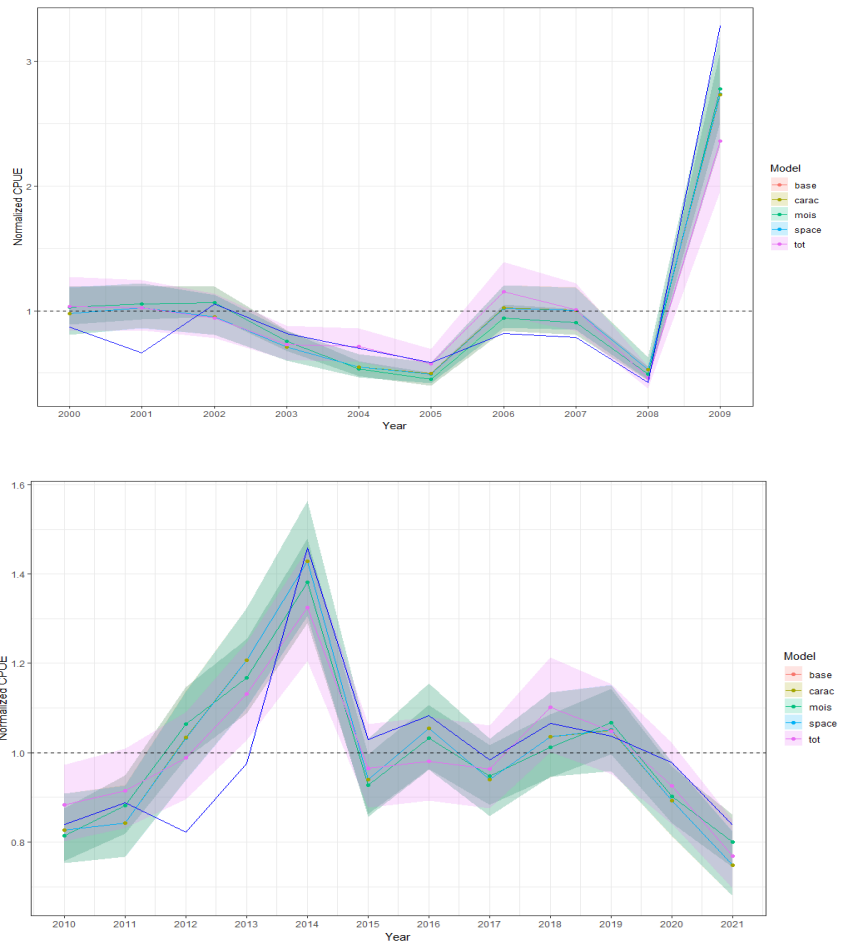 3
2
1
Normalized CPUE
2000 2001 2002 2003 2004 2005 2006 2007 2008 2009
Year
Model
base
carac
mois
space
tot
1.6
1.4
1.2
1.0
0.8
Normalized CPUE
2010 2011 2012 2013 2014 2015 2016 2017 2018 2019 2020 2021
Year
Model
base
carac
mois
space
tot